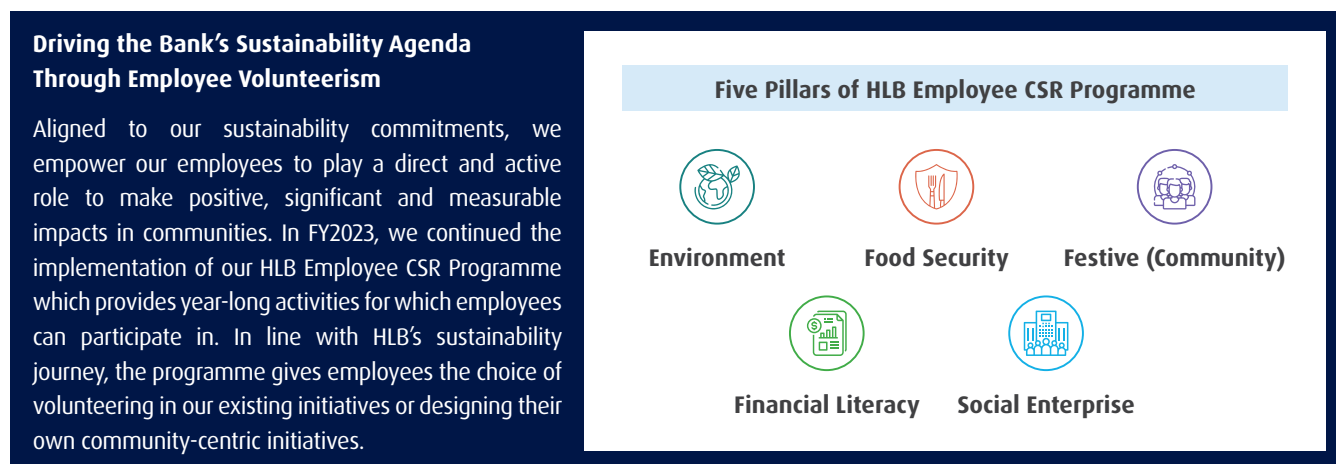 Driving the Bank’s Sustainability Agenda
Through Employee Volunteerism
Aligned to our sustainability commitments, we
empower our employees to play a direct and active
role to make positive, significant and measurable
impacts in communities. In FY2023, we continued the
implementation of our HLB Employee CSR Programme
which provides year-long activities for which employees
can participate in. In line with HLB’s sustainability
journey, the programme gives employees the choice of
volunteering in our existing initiatives or designing their
own community-centric initiatives.
Five Pillars of HLB Employee CSR Programme
Environment
Food Security
Festive (Community)
$
Financial Literacy
Social Enterprise